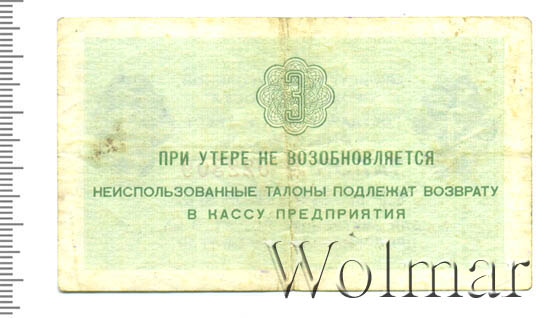 3
ПРИ УТЕРЕ НЕ ВОЗОБНОВЛЯЕТСЯ
НЕИСПОЛЬЗОВАННЫЕ ТАЛОНЫ ПОДЛЕЖАТ ВОЗВРАТУ
В КАССУ ПРЕДПРИЯТИЯ
Wolmar